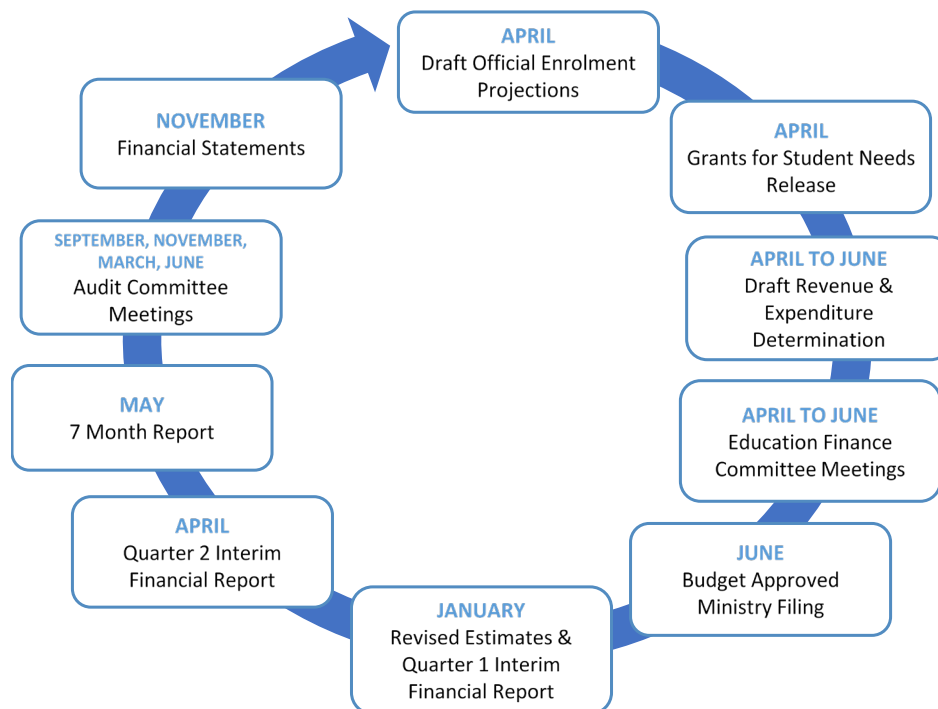 APRIL
Draft Official Enrolment
Projections
APRIL
Grants for Student Needs
Release
APRIL TO JUNE
Draft Revenue &
Expenditure
Determination
APRIL TO JUNE
Education Finance
Committee Meetings
JUNE
Budget Approved
Ministry Filing
JANUARY
Revised Estimates &
Quarter 1 Interim
Financial Report
APRIL
Quarter 2 Interim
Financial Report
MAY
7 Month Report
SEPTEMBER, NOVEMBER,
MARCH, JUNE
Audit Committee
Meetings
NOVEMBER
Financial Statements